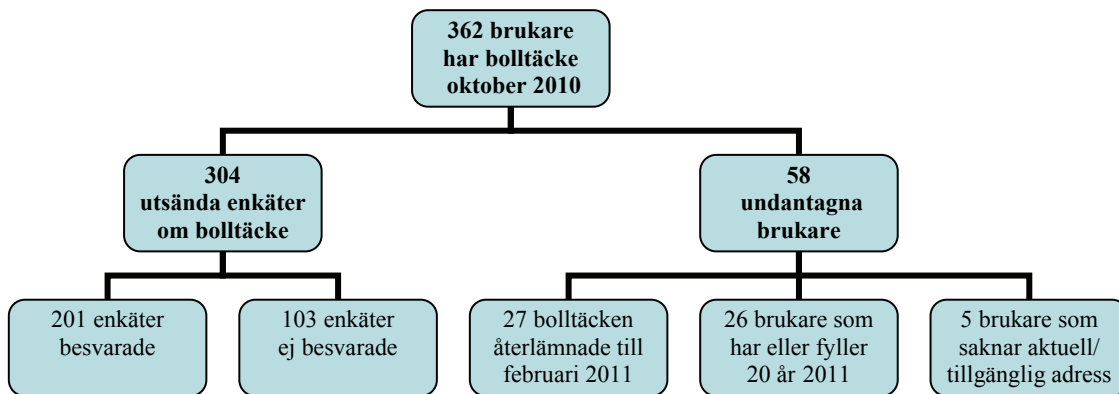 362 brukare
har bolltäcke
oktober 2010
304
utsända enkäter
om bolltäcke
58
undantagna
brukare
201 enkäter
besvarade
103 enkäter
ej besvarade
27 bolltäcken
återlämnade till
februari 2011
26 brukare som
har eller fyller
20 år 2011
5 brukare som
saknar aktuell/
tillgänglig adress